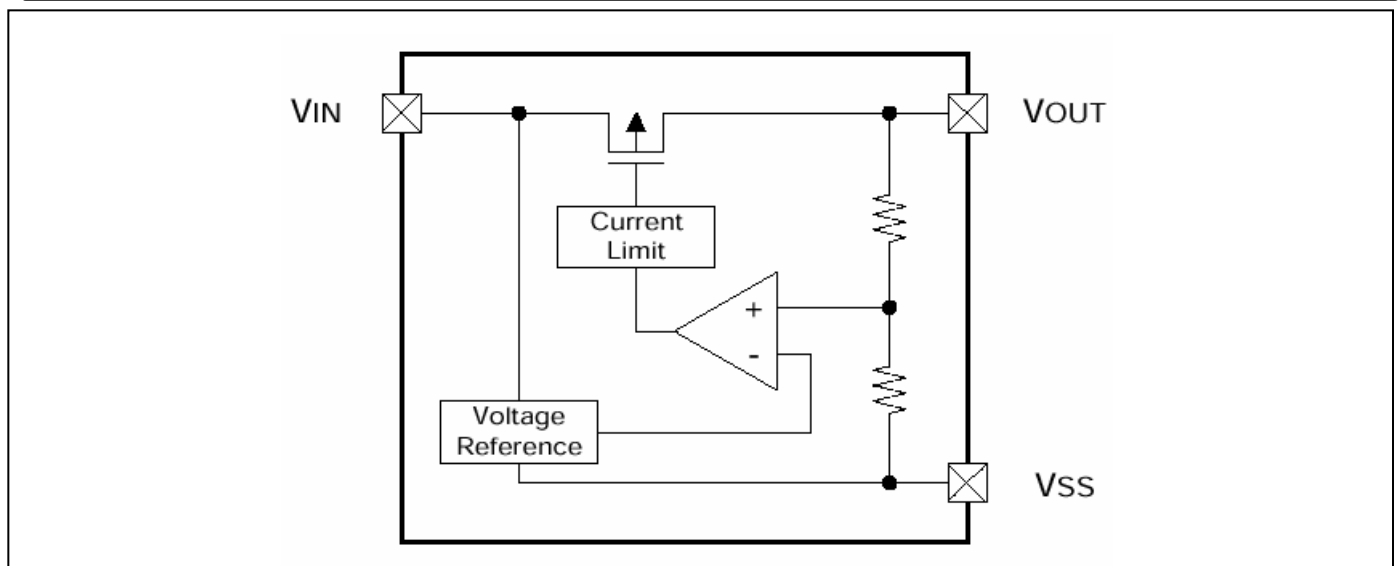 VIN
VOUT
Current
Limit
+
-
Voltage
Reference
VSS